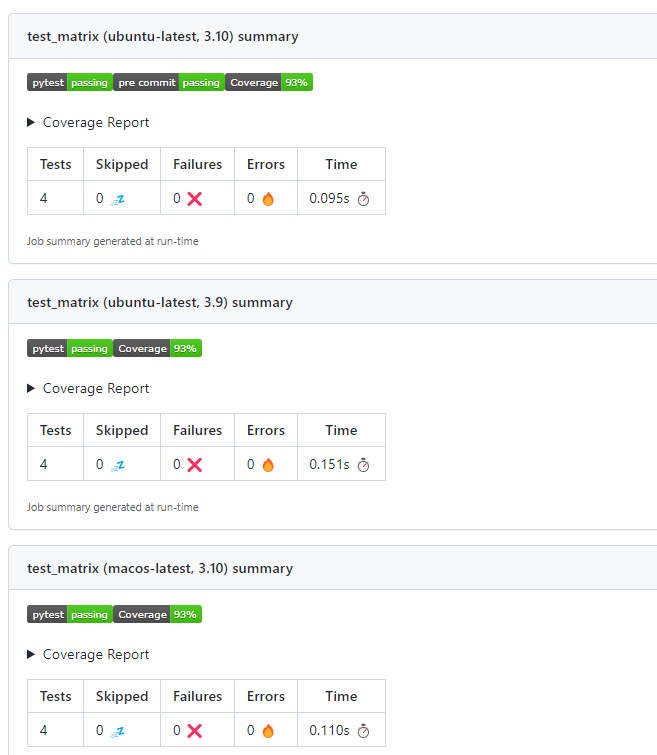 test_matrix (ubuntu-latest, 3.10) summary
pytest passing pre commit passing Coverage 93%
Coverage Report
Tests Skipped Failures Errors Time
4 0 💤 0 ❌ 0 🔥 0.095s ⏱
Job summary generated at run-time
test_matrix (ubuntu-latest, 3.9) summary
pytest passing Coverage 93%
Coverage Report
Tests Skipped Failures Errors Time
4 0 💤 0 ❌ 0 🔥 0.151s ⏱
Job summary generated at run-time
test_matrix (macos-latest, 3.10) summary
pytest passing Coverage 93%
Coverage Report
Tests Skipped Failures Errors Time
4 0 💤 0 ❌ 0 🔥 0.110s ⏱